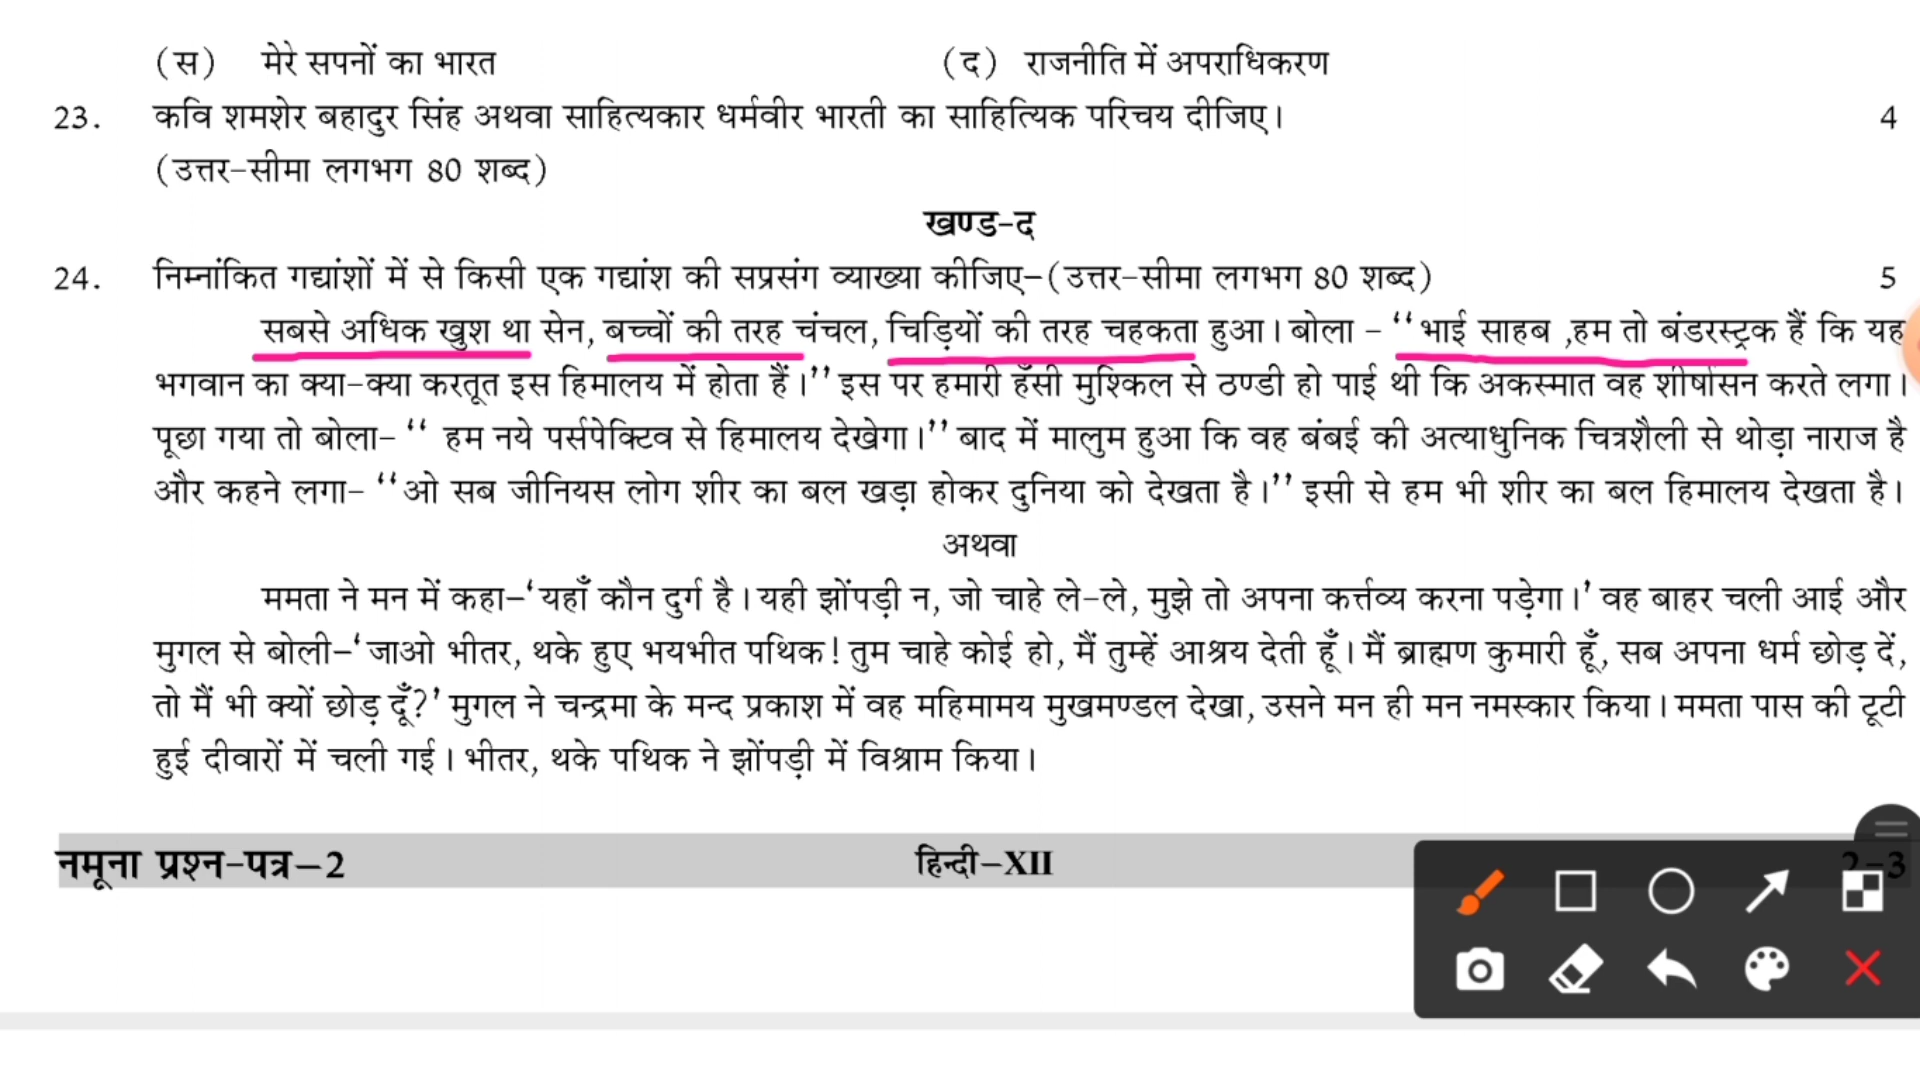 (स) मेरे सपनों का भारत (द) राजनीति में अपराधिकरण
23. कवि शमशेर बहादुर सिंह अथवा साहित्यकार धर्मवीर भारती का साहित्यिक परिचय दीजिए। 4
(उत्तर-सीमा लगभग 80 शब्द)
खण्ड-द
24. निम्नांकित गद्यांशों में से किसी एक गद्यांश की सप्रसंग व्याख्या कीजिए-(उत्तर-सीमा लगभग 80 शब्द) 5
सबसे अधिक खुश था सेन, बच्चों की तरह चंचल, चिड़ियों की तरह चहकता हुआ। बोला - “भाई साहब ,हम तो बंडरस्ट्रक हैं कि यह
भगवान का क्या-क्या करतूत इस हिमालय में होता हैं।” इस पर हमारी हँसी मुश्किल से ठण्डी हो पाई थी कि अकस्मात वह शीर्षासन करते लगा।
पूछा गया तो बोला- “ हम नये पर्सपेक्टिव से हिमालय देखेगा।” बाद में मालुम हुआ कि वह बंबई की अत्याधुनिक चित्रशैली से थोड़ा नाराज है
और कहने लगा- “ओ सब जीनियस लोग शीर का बल खड़ा होकर दुनिया को देखता है।” इसी से हम भी शीर का बल हिमालय देखता है।
अथवा
ममता ने मन में कहा-‘यहाँ कौन दुर्ग है। यही झोंपड़ी न, जो चाहे ले-ले, मुझे तो अपना कर्त्तव्य करना पड़ेगा।’ वह बाहर चली आई और
मुगल से बोली-‘जाओ भीतर, थके हुए भयभीत पथिक! तुम चाहे कोई हो, मैं तुम्हें आश्रय देती हूँ। मैं ब्राह्मण कुमारी हूँ, सब अपना धर्म छोड़ दें,
तो मैं भी क्यों छोड़ दूँ?’ मुगल ने चन्द्रमा के मन्द प्रकाश में वह महिमामय मुखमण्डल देखा, उसने मन ही मन नमस्कार किया। ममता पास की टूटी
हुई दीवारों में चली गई। भीतर, थके पथिक ने झोंपड़ी में विश्राम किया।
नमूना प्रश्न-पत्र—2 हिन्दी—XII 2-3